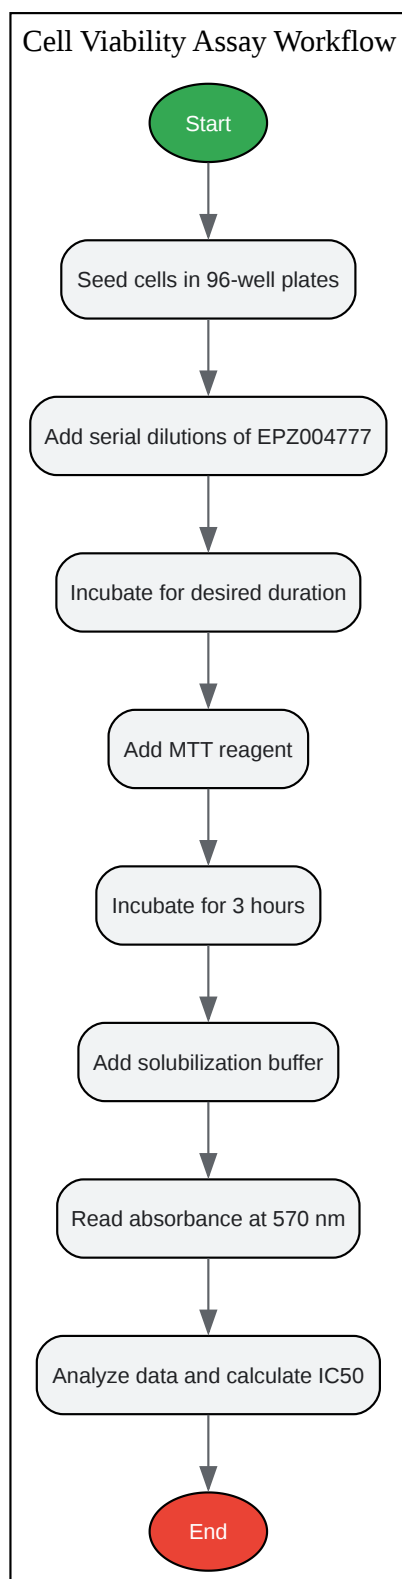 Cell Viability Assay Workflow
Start
Seed cells in 96-well plates
Add serial dilutions of EPZ004777
Incubate for desired duration
Add MTT reagent
Incubate for 3 hours
Add solubilization buffer
Read absorbance at 570 nm
Analyze data and calculate IC50
End